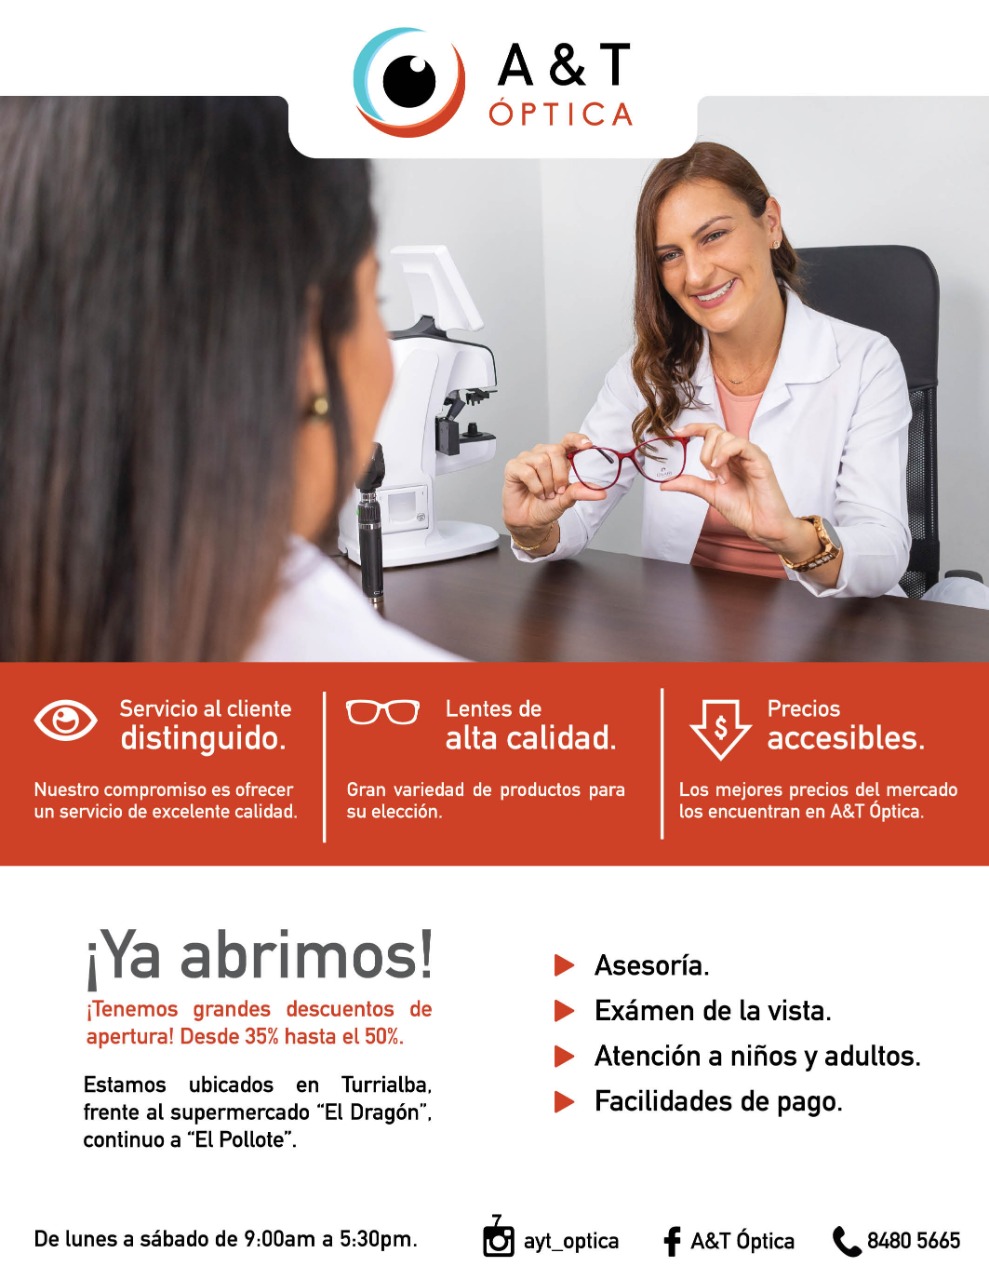 A & T
ÓPTICA
Servicio al cliente
distinguido.
Nuestro compromiso es ofrecer
un servicio de excelente calidad.
Lentes de
alta calidad.
Gran variedad de productos para
su elección.
$
Precios
accesibles.
Los mejores precios del mercado
los encuentran en A&T Óptica.
¡Ya abrimos!
¡Tenemos grandes descuentos de
apertura! Desde 35% hasta el 50%.
Estamos ubicados en Turrialba,
frente al supermercado “El Dragón”,
continuo a “El Pollote”.
Asesoría.
Exámen de la vista.
Atención a niños y adultos.
Facilidades de pago.
7
De lunes a sábado de 9:00am a 5:30pm.
ayt_optica
A&T Óptica
8480 5665